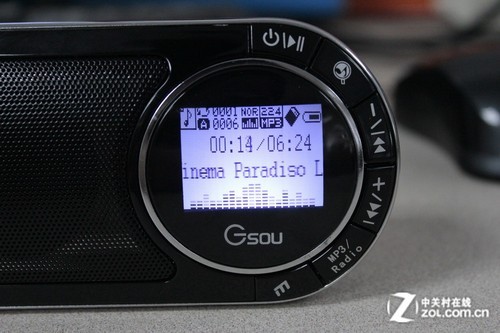 0001 NOR 224
A 0006 MP3
00:14/06:24
inema Paradiso L
Gsou
MP3/
Radio
E
中关村在线
ZOL.COM.CN